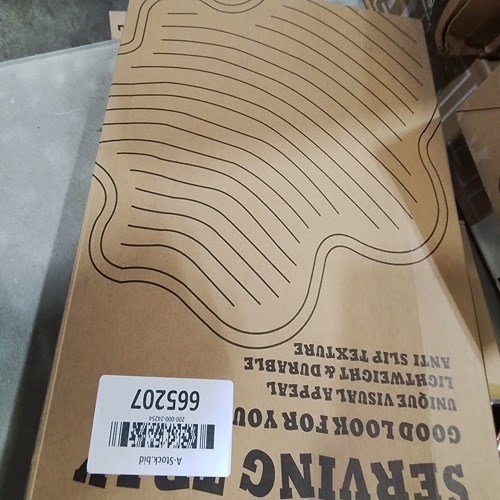 SERVING TRAY
GOOD LOOK FOR YOU
UNIQUE VISUAL APPEAL
LIGHTWEIGHT & DURABLE
ANTI SLIP TEXTURE
A-Stock.bid
200-000-24254
665207